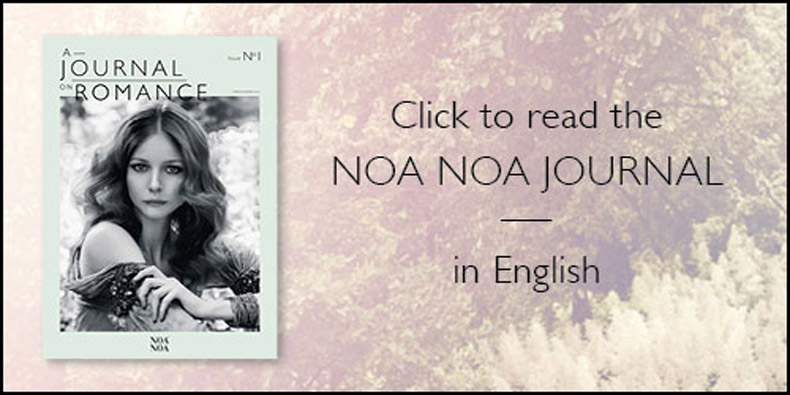 A—
JOURNAL
ON ROMANCE
Issue Nº1
NOA
NOA
Click to read the
NOA NOA JOURNAL
in English